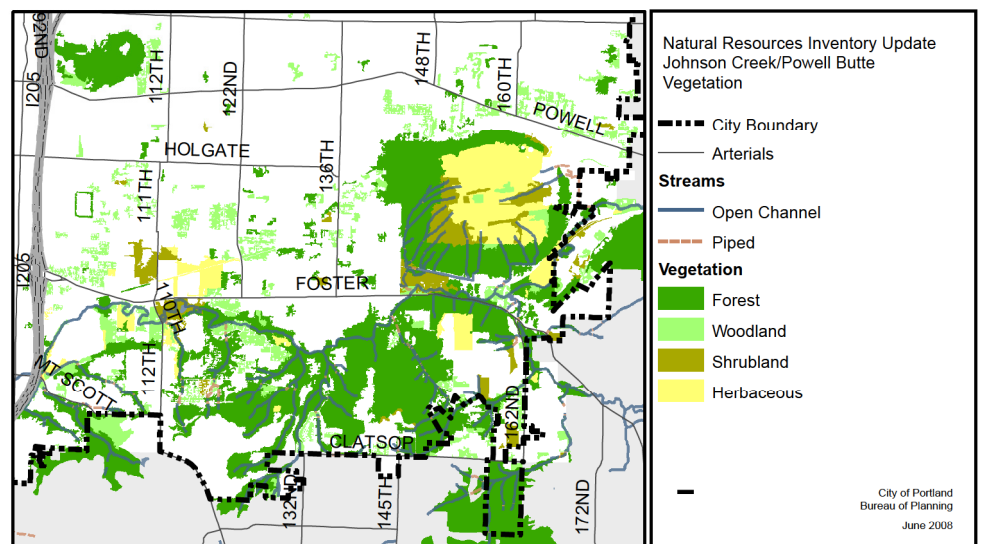 92ND
I205
112TH
122ND
148TH
160TH
POWELL
HOLGATE
136TH
111TH
I205
FOSTER
110TH
112TH
MT SCOTT
162ND
CLATSOP
132ND
145TH
172ND
Natural Resources Inventory Update
Johnson Creek/Powell Butte
Vegetation
City Boundary
Arterials
Streams
Open Channel
Piped
Vegetation
Forest
Woodland
Shrubland
Herbaceous
City of Portland
Bureau of Planning
June 2008